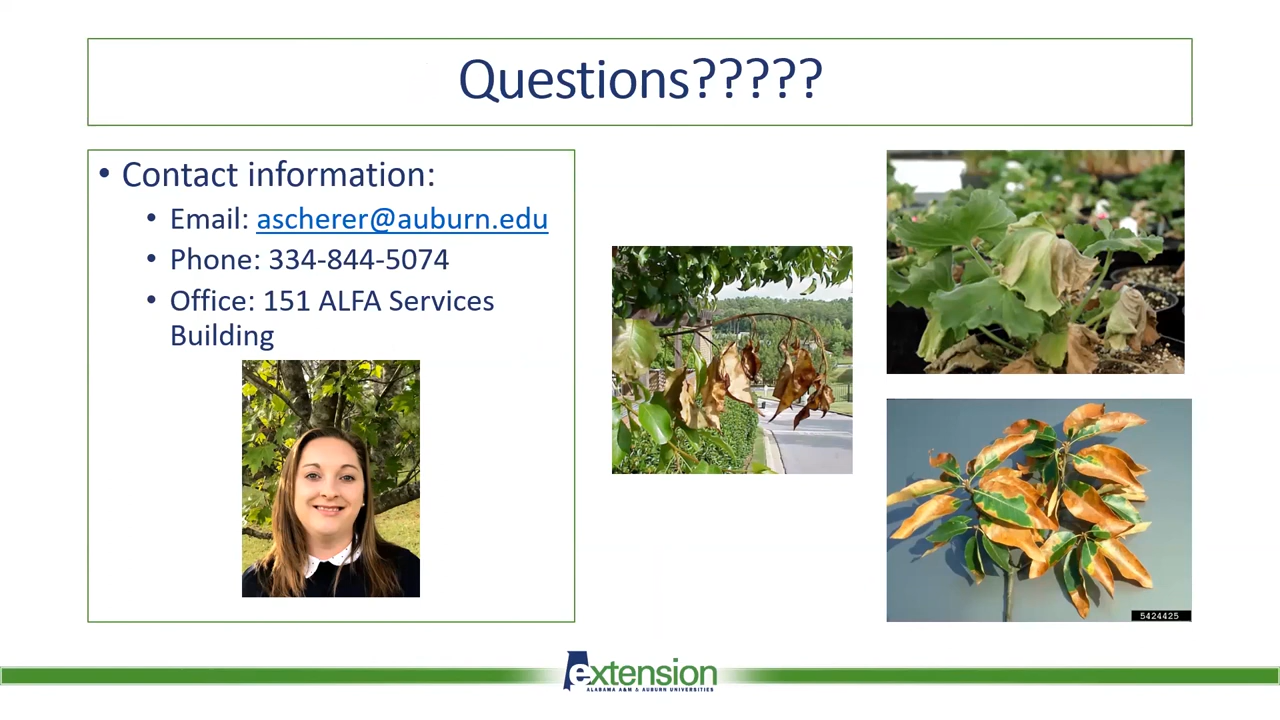 Questions?????
• Contact information:
• Email: ascherer@auburn.edu
• Phone: 334-844-5074
• Office: 151 ALFA Services
Building
5424425
extension
ALABAMA A&M & AUBURN UNIVERSITIES